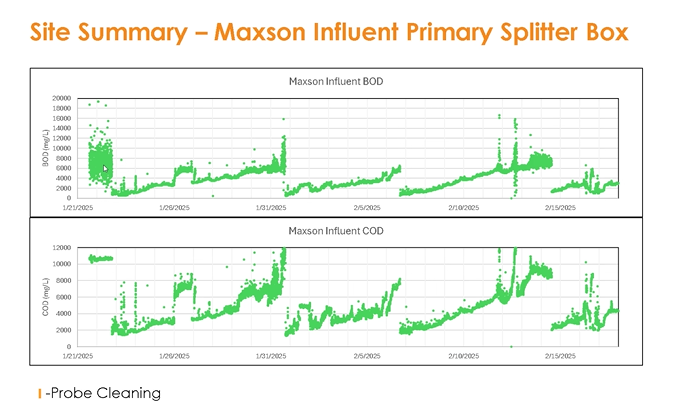 Site Summary – Maxson Influent Primary Splitter Box
Maxson Influent BOD
BOD (mg/L)
20000
18000
16000
14000
12000
10000
8000
6000
4000
2000
0
1/21/2025 1/26/2025 1/31/2025 2/5/2025 2/10/2025 2/15/2025
Maxson Influent COD
COD (mg/L)
12000
10000
8000
6000
4000
2000
0
1/21/2025 1/26/2025 1/31/2025 2/5/2025 2/10/2025 2/15/2025
-Probe Cleaning